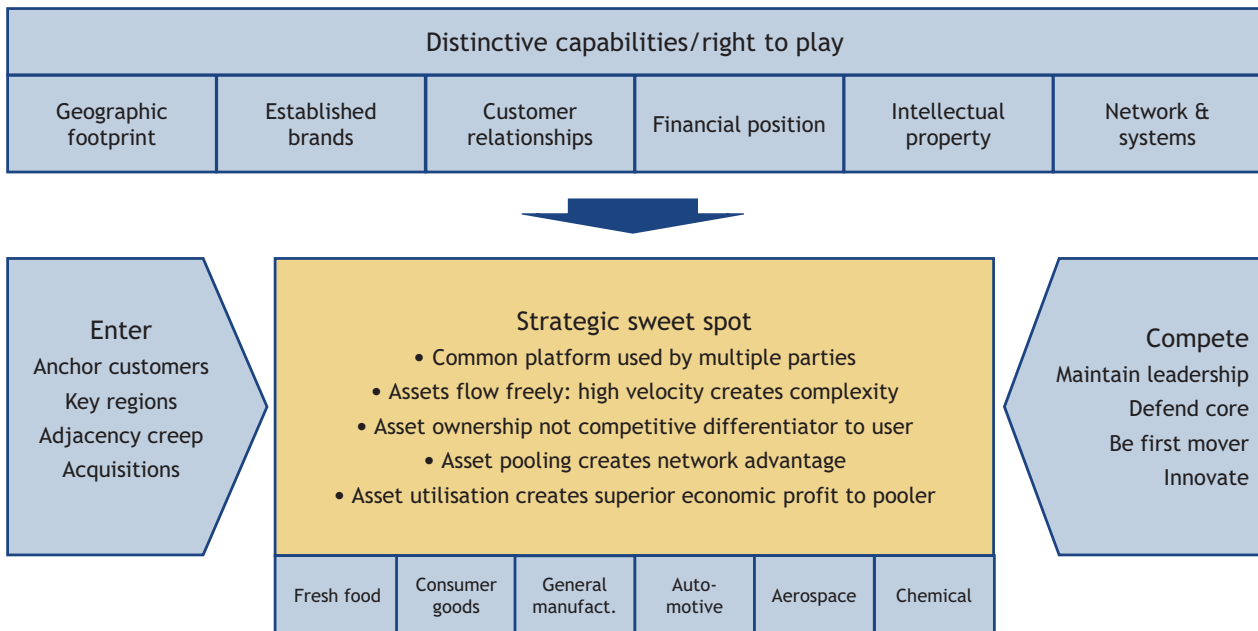 Distinctive capabilities/right to play
Geographic
footprint
Established
brands
Customer
relationships
Financial position
Intellectual
property
Network &
systems
Enter
Anchor customers
Key regions
Adjacency creep
Acquisitions
Strategic sweet spot
• Common platform used by multiple parties
• Assets flow freely: high velocity creates complexity
• Asset ownership not competitive differentiator to user
• Asset pooling creates network advantage
• Asset utilisation creates superior economic profit to pooler
Compete
Maintain leadership
Defend core
Be first mover
Innovate
Fresh food
Consumer
goods
General
manufact.
Auto-
motive
Aerospace
Chemical